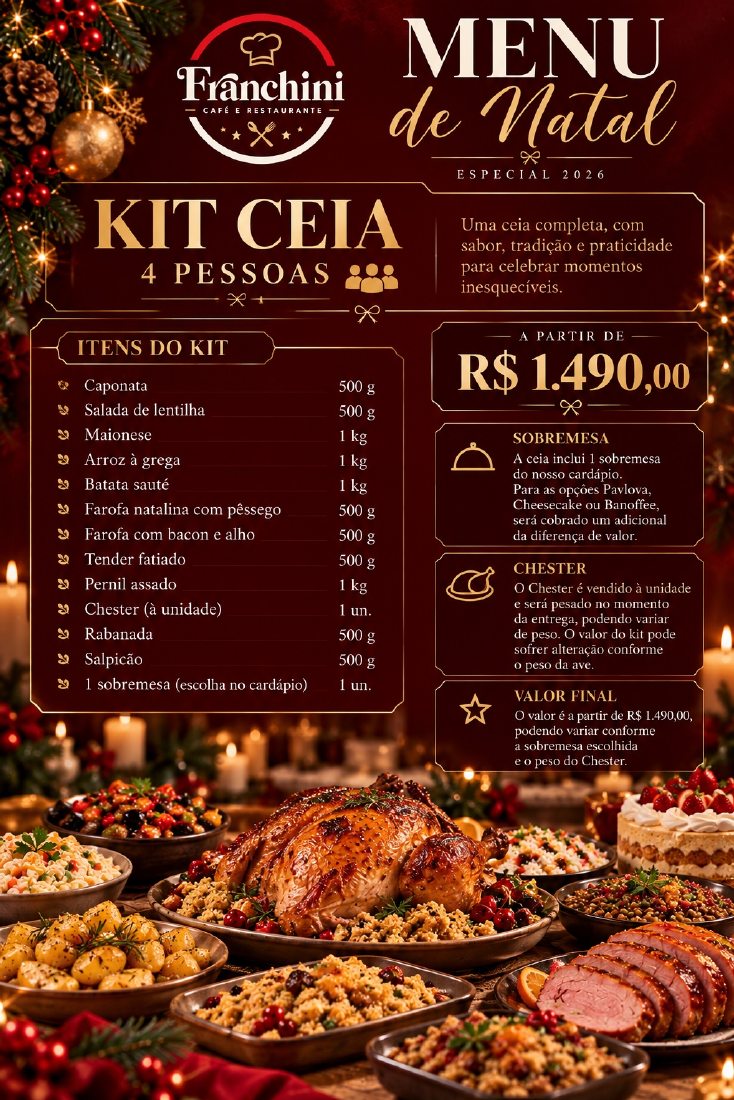 Franchini
CAFÉ E RESTAURANTE
MENU
de Natal
ESPECIAL 2026
KIT CEIA
4 PESSOAS
Uma ceia completa, com
sabor, tradição e praticidade
para celebrar momentos
inesquecíveis.
ITENS DO KIT
Caponata 500 g
Salada de lentilha 500 g
Maionese 1 kg
Arroz à grega 1 kg
Batata sauté 1 kg
Farofa natalina com pêssego 500 g
Farofa com bacon e alho 500 g
Tender fatiado 500 g
Pernil assado 1 kg
Chester (à unidade) 1 un.
Rabanada 500 g
Salpicão 500 g
1 sobremesa (escolha no cardápio) 1 un.
A PARTIR DE
R$ 1.490,00
SOBREMESA
A ceia inclui 1 sobremesa
do nosso cardápio.
Para as opções Pavlova,
Cheesecake ou Banoffee,
será cobrado um adicional
da diferença de valor.
CHESTER
O Chester é vendido à unidade
e será pesado no momento
da entrega, podendo variar
de peso. O valor do kit pode
sofrer alteração conforme
o peso da ave.
VALOR FINAL
O valor é a partir de R$ 1.490,00,
podendo variar conforme
a sobremesa escolhida
e o peso do Chester.